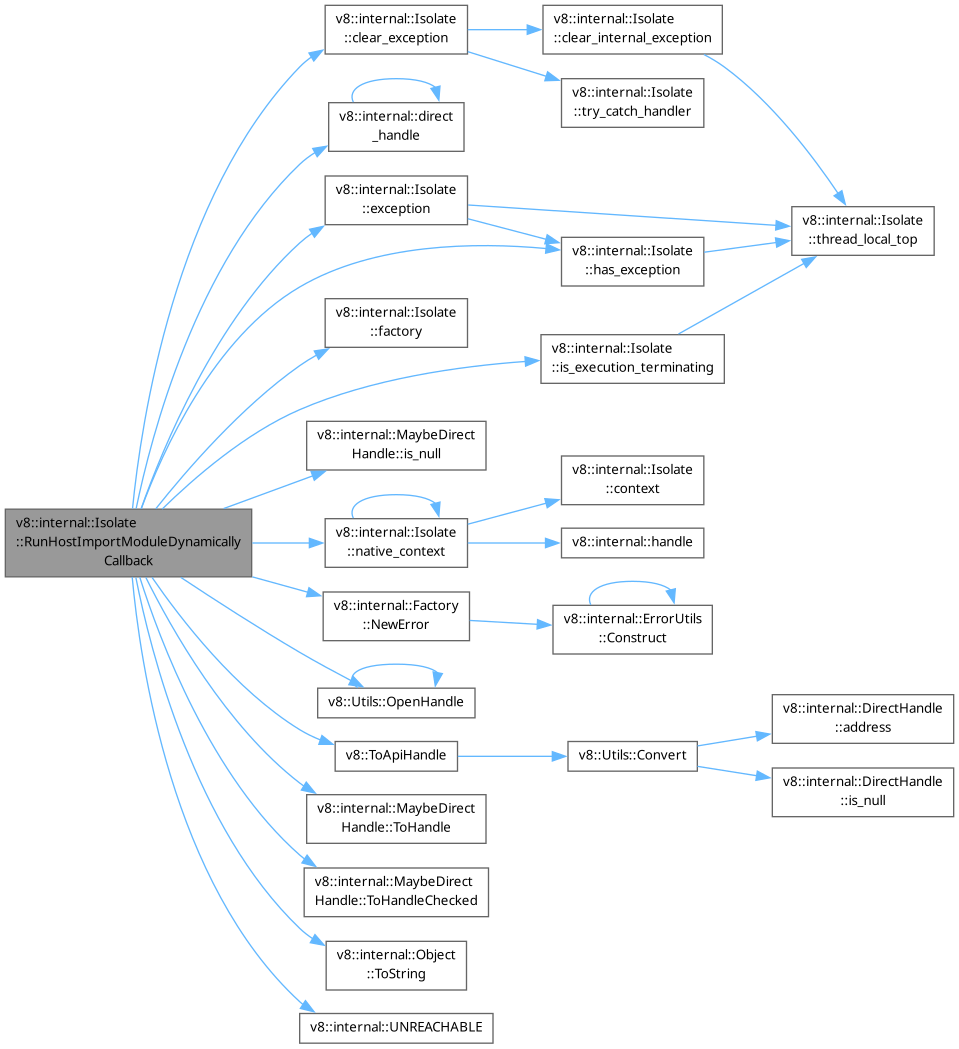 v8::internal::Isolate
::RunHostImportModuleDynamically
Callback
v8::internal::Isolate
::clear_exception
v8::internal::Isolate
::clear_internal_exception
v8::internal::Isolate
::try_catch_handler
v8::internal::direct
_handle
v8::internal::Isolate
::exception
v8::internal::Isolate
::thread_local_top
v8::internal::Isolate
::has_exception
v8::internal::Isolate
::factory
v8::internal::Isolate
::is_execution_terminating
v8::internal::MaybeDirect
Handle::is_null
v8::internal::Isolate
::context
v8::internal::Isolate
::native_context
v8::internal::handle
v8::internal::Factory
::NewError
v8::internal::ErrorUtils
::Construct
v8::Utils::OpenHandle
v8::ToApiHandle
v8::Utils::Convert
v8::internal::DirectHandle
::address
v8::internal::DirectHandle
::is_null
v8::internal::MaybeDirect
Handle::ToHandle
v8::internal::MaybeDirect
Handle::ToHandleChecked
v8::internal::Object
::ToString
v8::internal::UNREACHABLE